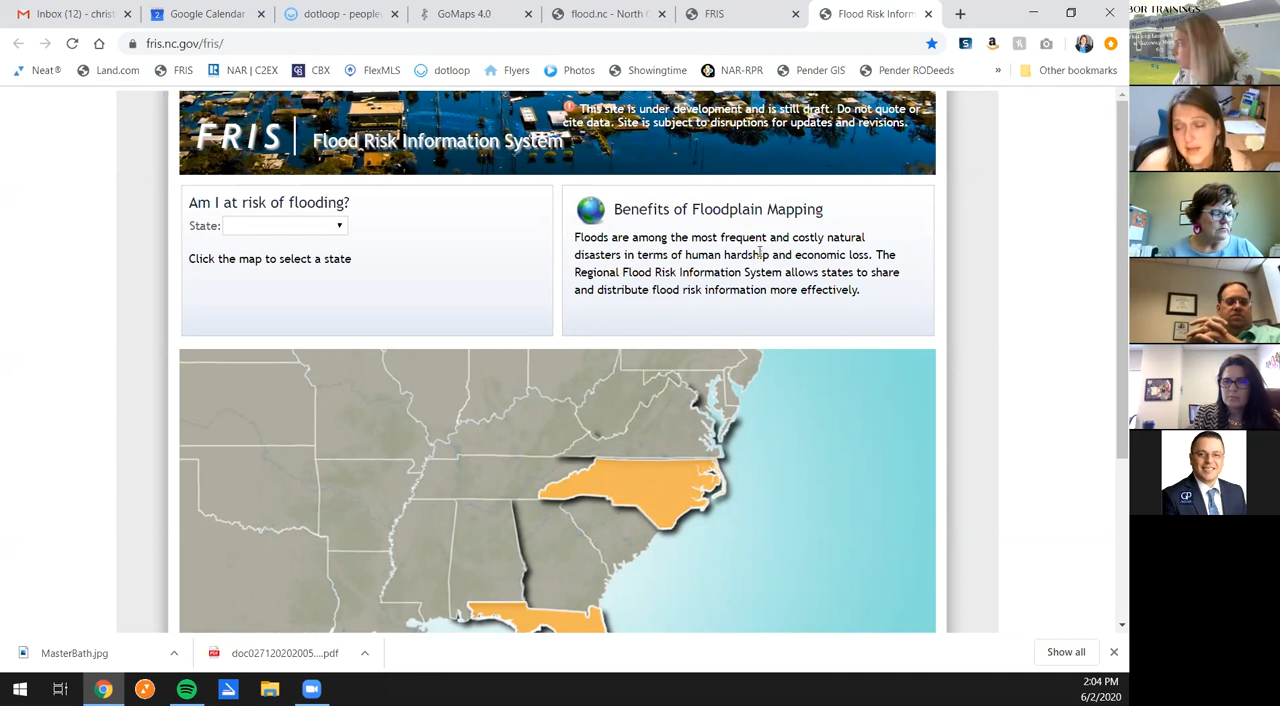 Inbox (12) - christ
Google Calendar
dotloop - people
GoMaps 4.0
flood.nc - North C
FRIS
Flood Risk Inform
fris.nc.gov/fris/
Neat®
Land.com
FRIS
NAR | C2EX
CBX
FlexMLS
dotloop
Flyers
Photos
Showingtime
NAR-RPR
Pender GIS
Pender RODeeds
»
Other bookmarks
BOR TRAININGS
FRIS | Flood Risk Information System
This site is under development and is still draft. Do not quote or
cite data. Site is subject to disruptions for updates and revisions.
Am I at risk of flooding?
State:
Click the map to select a state
Benefits of Floodplain Mapping
Floods are among the most frequent and costly natural
disasters in terms of human hardship and economic loss. The
Regional Flood Risk Information System allows states to share
and distribute flood risk information more effectively.
MasterBath.jpg
doc027120202005....pdf
Show all
2:04 PM
6/2/2020